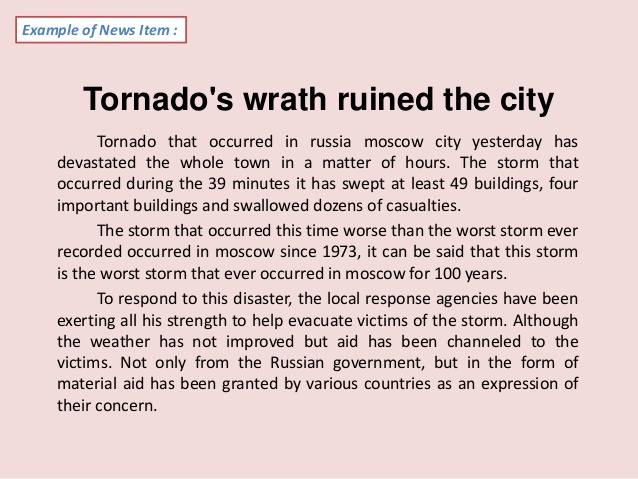 Example of News Item :
Tornado's wrath ruined the city
Tornado that occurred in russia moscow city yesterday has
devastated the whole town in a matter of hours. The storm that
occurred during the 39 minutes it has swept at least 49 buildings, four
important buildings and swallowed dozens of casualties.
The storm that occurred this time worse than the worst storm ever
recorded occurred in moscow since 1973, it can be said that this storm
is the worst storm that ever occurred in moscow for 100 years.
To respond to this disaster, the local response agencies have been
exerting all his strength to help evacuate victims of the storm. Although
the weather has not improved but aid has been channeled to the
victims. Not only from the Russian government, but in the form of
material aid has been granted by various countries as an expression of
their concern.